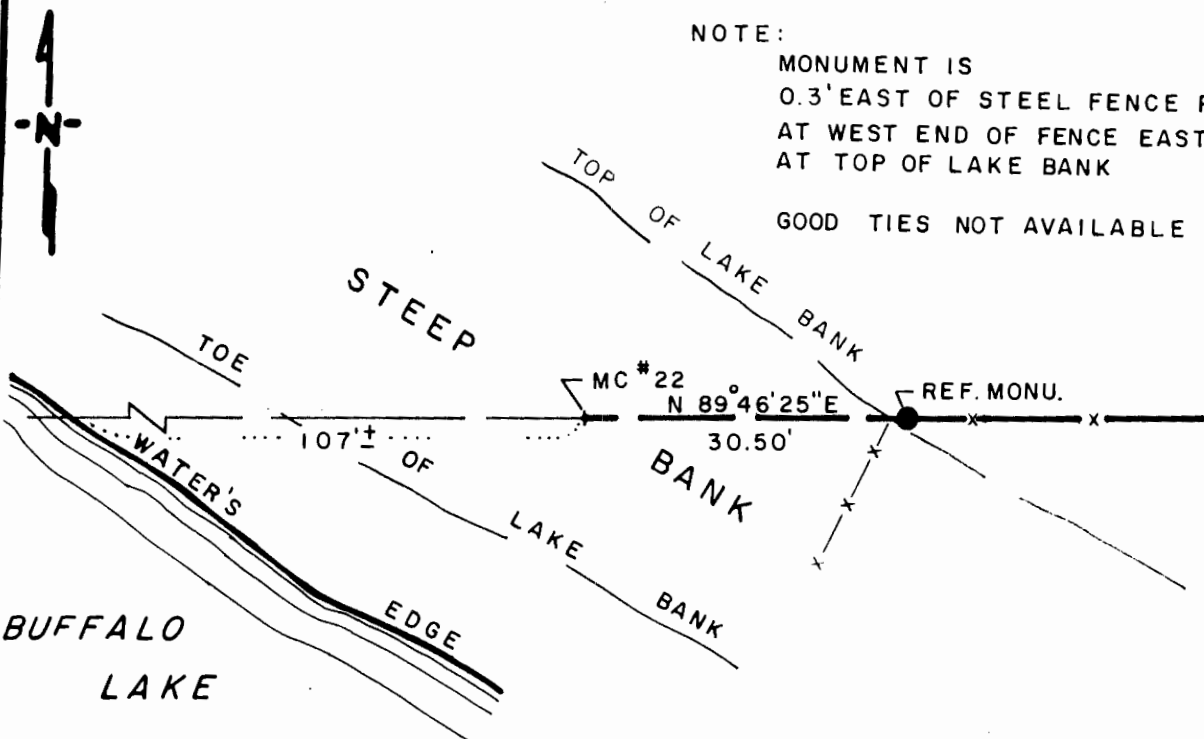 NOTE:
MONUMENT IS
0.3' EAST OF STEEL FENCE
AT WEST END OF FENCE EAST
AT TOP OF LAKE BANK
GOOD TIES NOT AVAILABLE
-N-
TOP OF LAKE BANK
STEEP BANK
TOE OF LAKE BANK
MC #22
N 89°46'25"E
30.50'
REF. MONU.
107'±
WATER'S EDGE
BUFFALO
LAKE